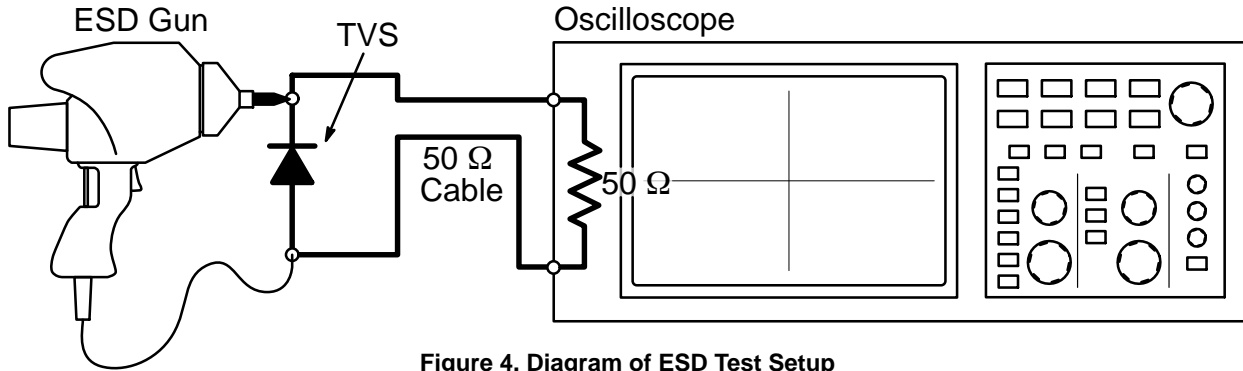 ESD Gun
TVS
Oscilloscope
50 Ω
Cable
50 Ω
Figure 4. Diagram of ESD Test Setup